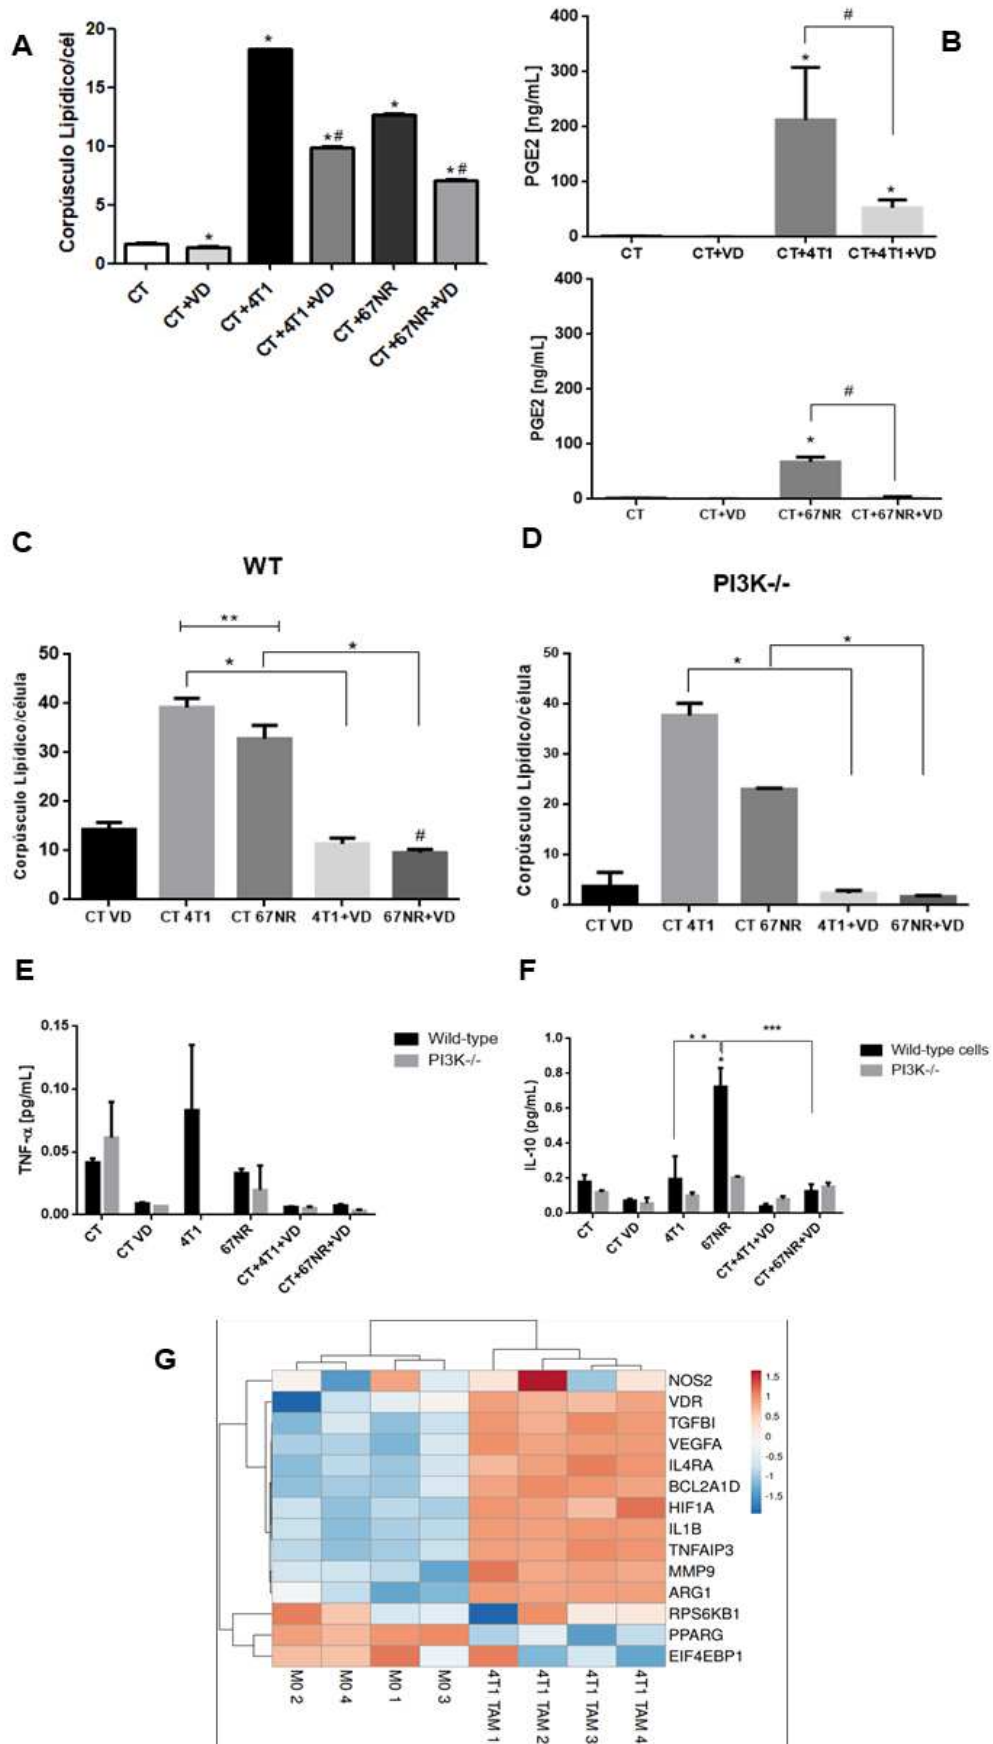 A
Corpúsculo Lipídico/cél
20
15
10
5
0
*
*
*
*#
*
*#
CT
CT+VD
CT+4T1
CT+4T1+VD
CT+67NR
CT+67NR+VD
B
PGE2 [ng/mL]
400
300
200
100
0
#
*
*
CT
CT+VD
CT+4T1
CT+4T1+VD
PGE2 [ng/mL]
400
300
200
100
0
#
*
CT
CT+VD
CT+67NR
CT+67NR+VD
C
WT
Corpúsculo Lipídico/célula
50
40
30
20
10
0
**
*
*
#
CT VD
CT 4T1
CT 67NR
4T1+VD
67NR+VD
D
PI3K-/-
Corpúsculo Lipídico/célula
50
40
30
20
10
0
*
*
CT VD
CT 4T1
CT 67NR
4T1+VD
67NR+VD
E
TNF-α [pg/mL]
0.15
0.10
0.05
0.00
Wild-type
PI3K-/-
CT
CT VD
4T1
67NR
CT+4T1+VD
CT+67NR+VD
F
IL-10 (pg/mL)
1.0
0.8
0.6
0.4
0.2
0.0
* *
***
Wild-type cells
PI3K-/-
CT
CT VD
4T1
67NR
CT+4T1+VD
CT+67NR+VD
G
NOS2
VDR
TGFBI
VEGFA
IL4RA
BCL2A1D
HIF1A
IL1B
TNFAIP3
MMP9
ARG1
RPS6KB1
PPARG
EIF4EBP1
1.5
1
0.5
0
-0.5
-1
-1.5
M0 2
M0 4
M0 1
M0 3
4T1 TAM 1
4T1 TAM 2
4T1 TAM 3
4T1 TAM 4